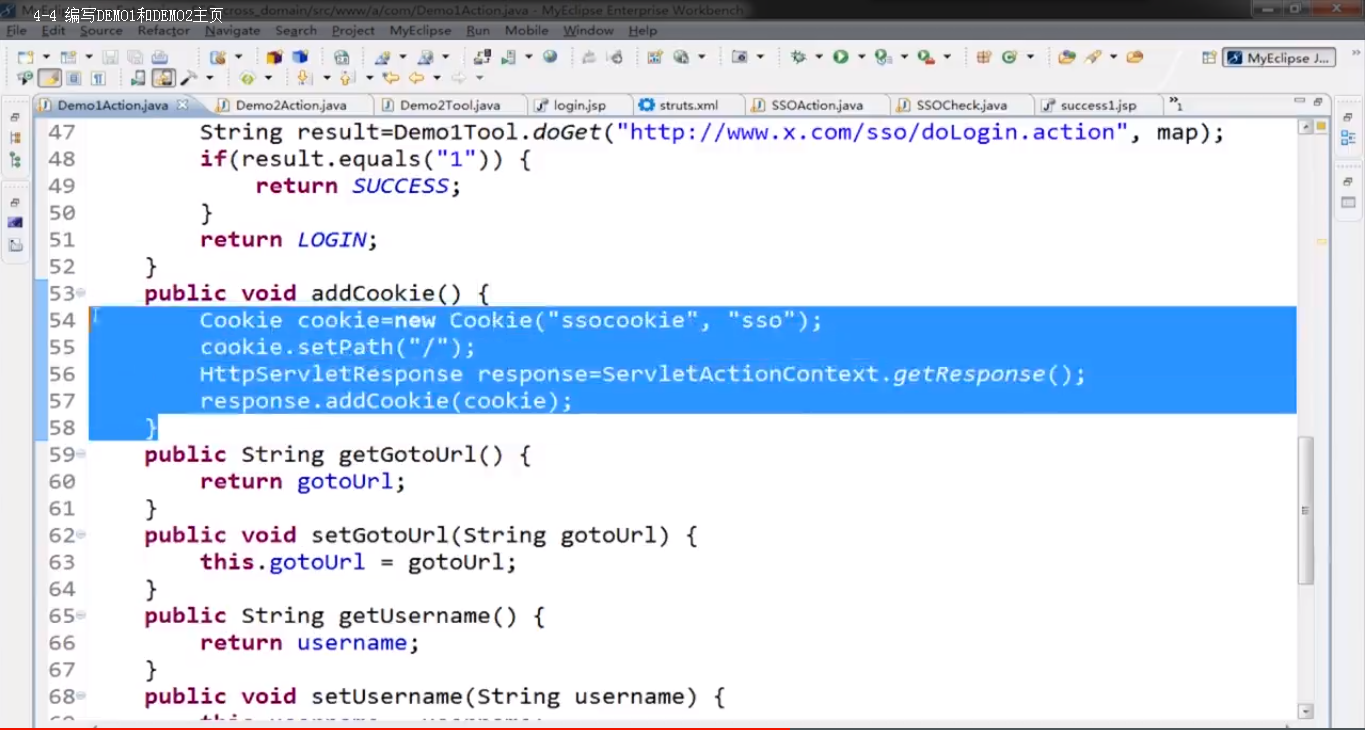 4-4 编写DEMO1和DEMO2主页
cross_domain/src/www/a/com/Demo1Action.java - MyEclipse Enterprise Workbench
File Edit Source Refactor Navigate Search Project MyEclipse Run Mobile Window Help
MyEclipse J...
Demo1Action.java Demo2Action.java Demo2Tool.java login.jsp struts.xml SSOAction.java SSOCheck.java success1.jsp »1
47 String result=Demo1Tool.doGet("http://www.x.com/sso/doLogin.action", map);
48 if(result.equals("1")) {
49 return SUCCESS;
50 }
51 return LOGIN;
52 }
53 public void addCookie() {
54 Cookie cookie=new Cookie("ssocookie", "sso");
55 cookie.setPath("/");
56 HttpServletResponse response=ServletActionContext.getResponse();
57 response.addCookie(cookie);
58 }
59 public String getGotoUrl() {
60 return gotoUrl;
61 }
62 public void setGotoUrl(String gotoUrl) {
63 this.gotoUrl = gotoUrl;
64 }
65 public String getUsername() {
66 return username;
67 }
68 public void setUsername(String username) {